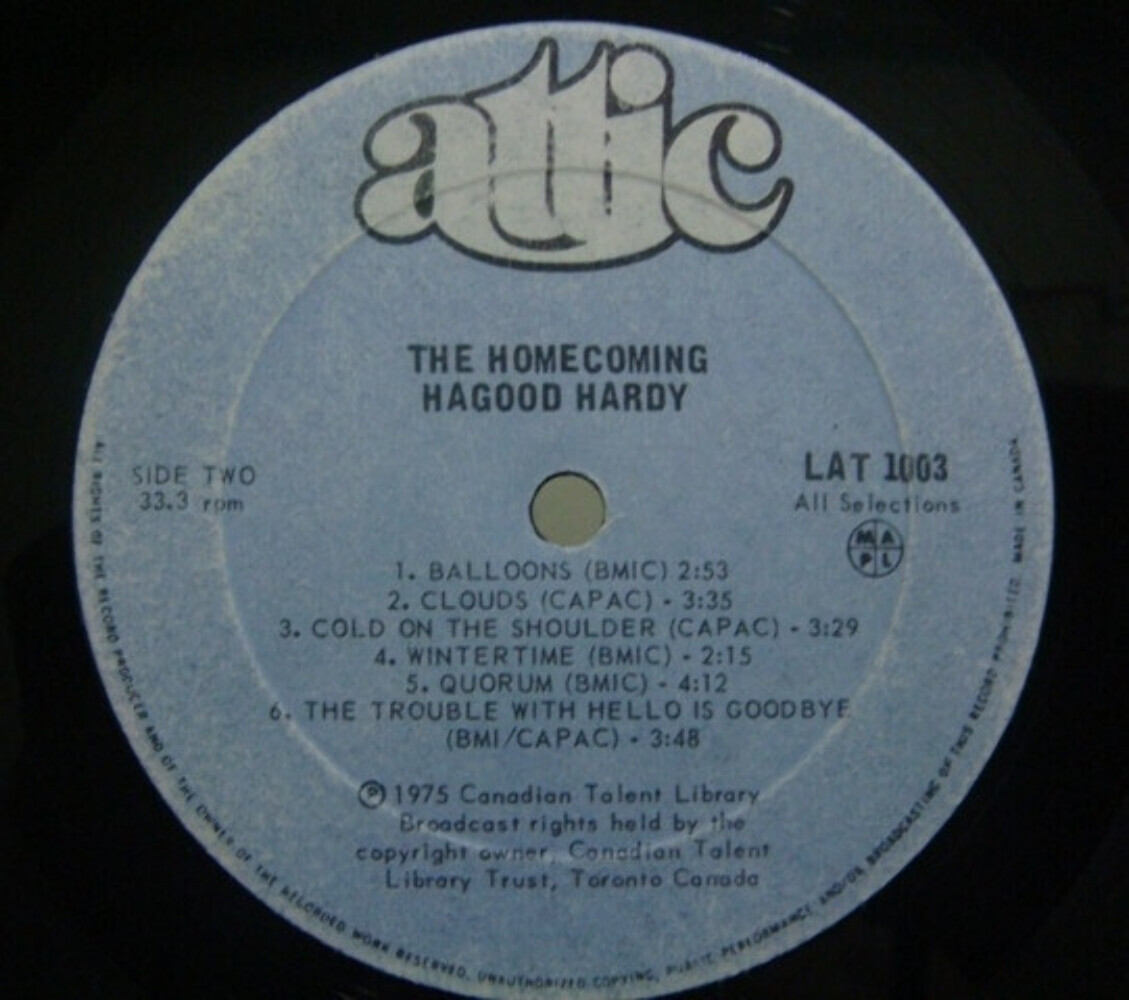 attic
THE HOMECOMING
HAGOOD HARDY
SIDE TWO
33.3 rpm
LAT 1003
All Selections
M A
P L
1. BALLOONS (BMIC) 2:53
2. CLOUDS (CAPAC) - 3:35
3. COLD ON THE SHOULDER (CAPAC) - 3:29
4. WINTERTIME (BMIC) - 2:15
5. QUORUM (BMIC) - 4:12
6. THE TROUBLE WITH HELLO IS GOODBYE
(BMI/CAPAC) - 3:48
Ⓟ 1975 Canadian Talent Library
Broadcast rights held by the
copyright owner, Canadian Talent
Library Trust, Toronto Canada
ALL RIGHTS OF THE RECORD PRODUCER AND OF THE OWNER OF THE RECORDED WORK RESERVED. UNAUTHORIZED COPYING, PUBLIC PERFORMANCE AND/OR BROADCASTING OF THIS RECORD PROHIBITED. MADE IN CANADA